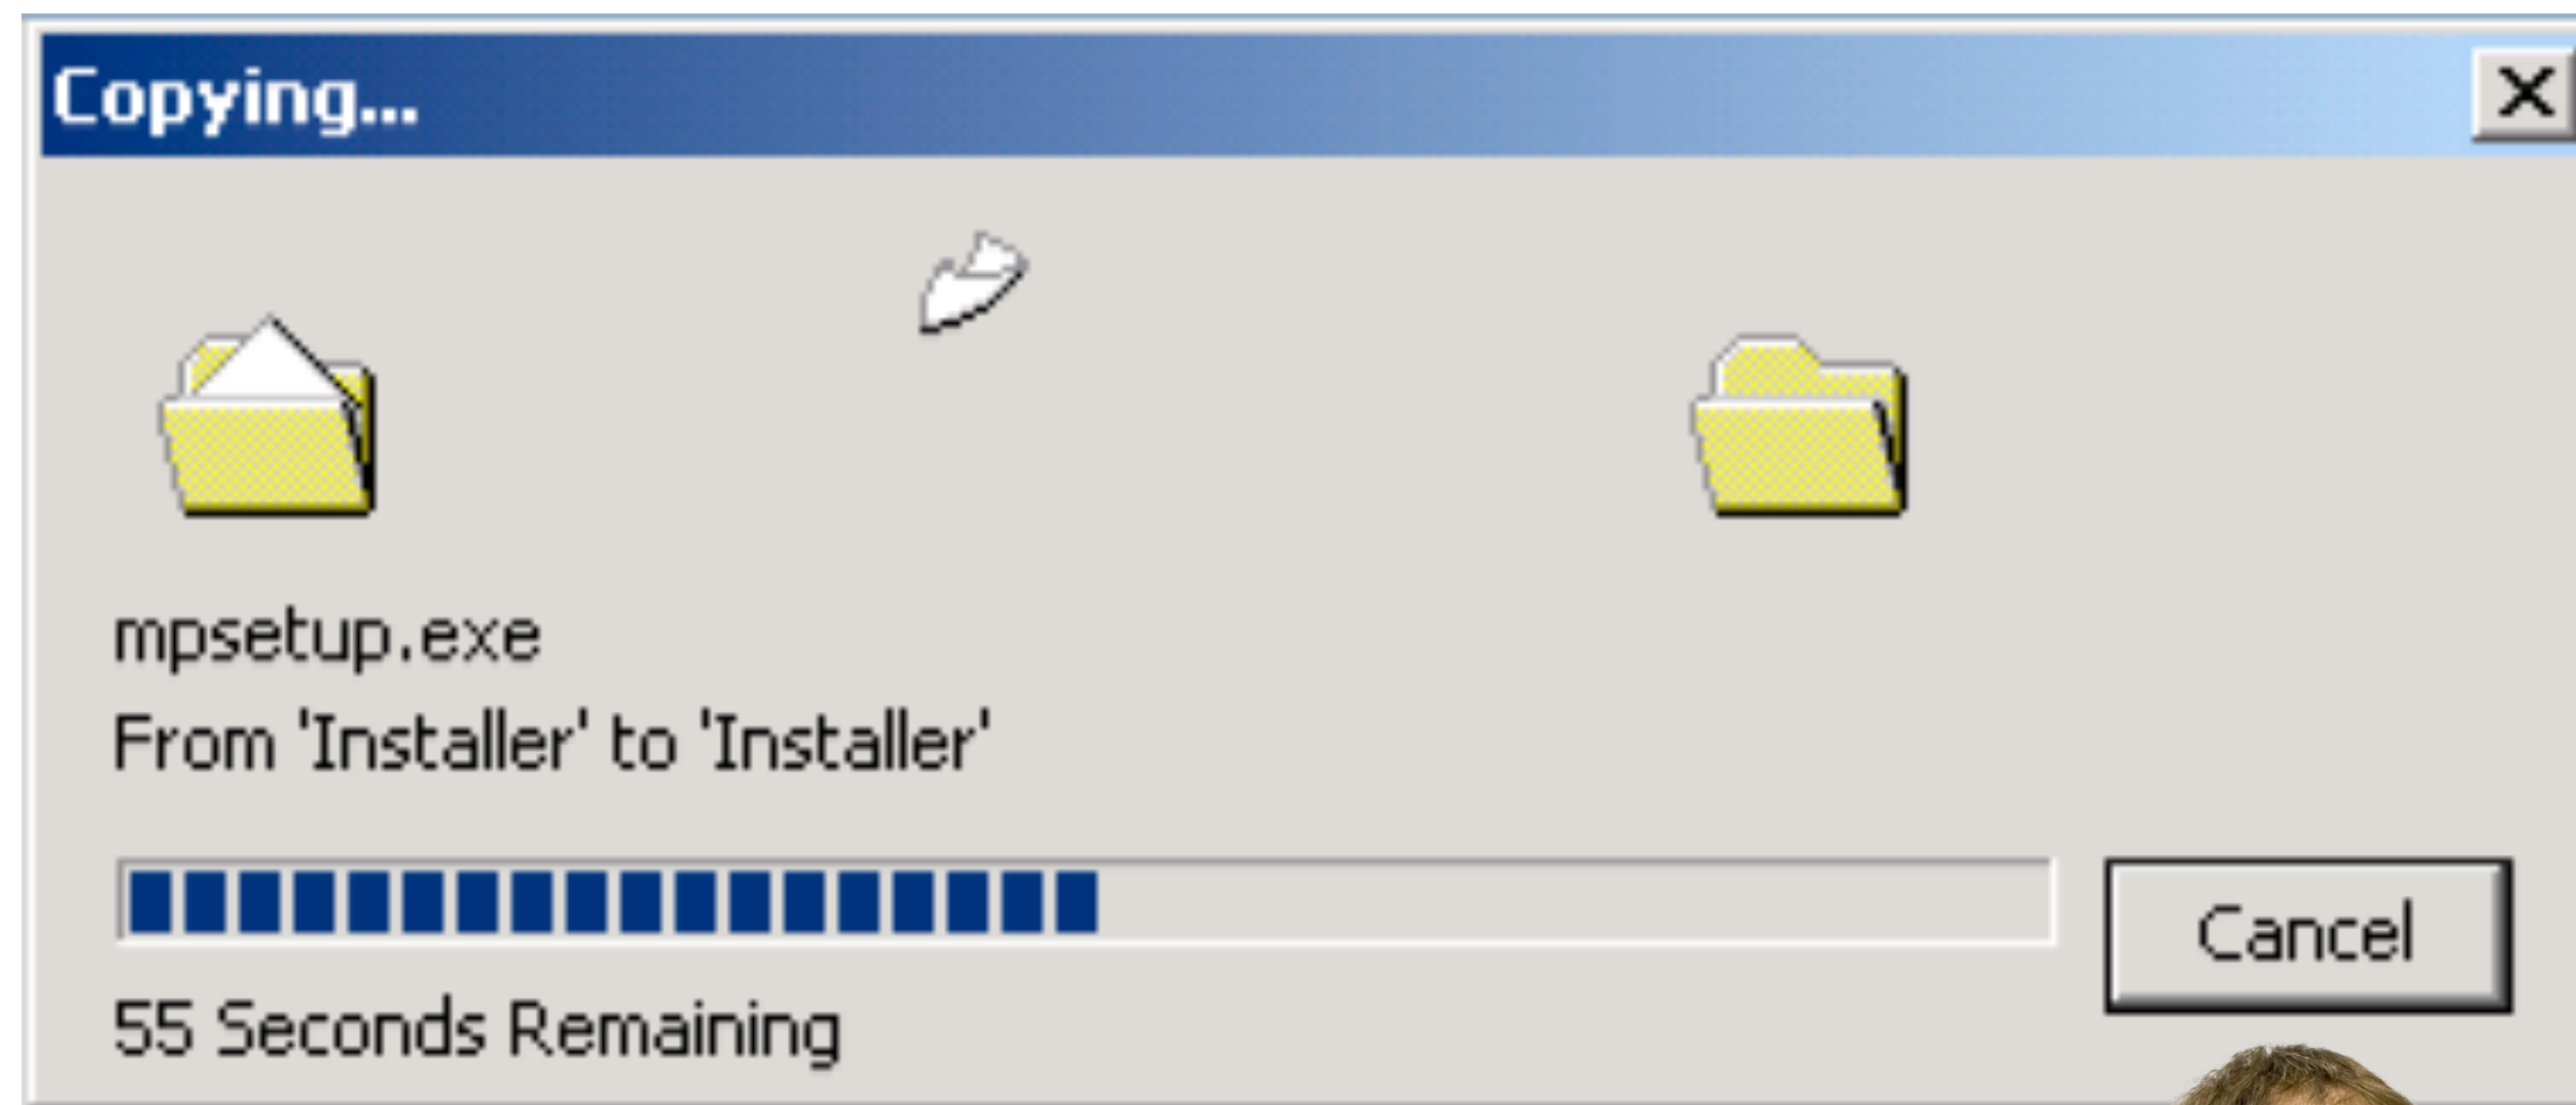 Copying...
mpsetup.exe
From 'Installer' to 'Installer'
Cancel
55 Seconds Remaining